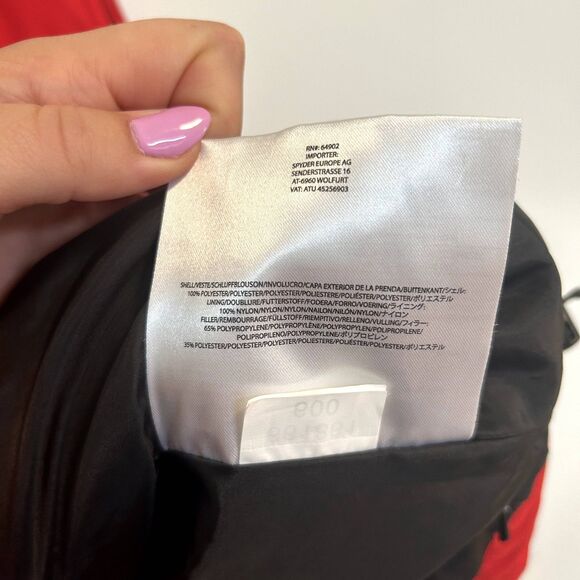 RN#: 64902
IMPORTER:
SPYDER EUROPE AG
SENDERSTRASSE 16
AT-6960 WOLFURT
VAT: ATU 45256903
SHELL/VESTE/SCHLUPFBLOUSON/INVOLUCRO/CAPA EXTERIOR DE LA PRENDA/BUITENKANT/シェル:
100% POLYESTER/POLYESTER/POLYESTER/POLIESTERE/POLIÉSTER/POLYESTER/ポリエステル
LINING/DOUBLURE/FUTTERSTOFF/FODERA/FORRO/VOERING/ライニング:
100% NYLON/NYLON/NYLON/NAILON/NILÓN/NYLON/ナイロン
FILLER/REMBOURRAGE/FÜLLSTOFF/RIEMPITIVO/RELLENO/VULLING/フィラー:
65% POLYPROPYLENE/POLYPROPYLÈNE/POLYPROPYLEN/POLIPROPILENE/
POLIPROPILENO/POLYPROPYLEEN/ポリプロピレン
35% POLYESTER/POLYESTER/POLYESTER/POLIESTERE/POLIÉSTER/POLYESTER/ポリエステル